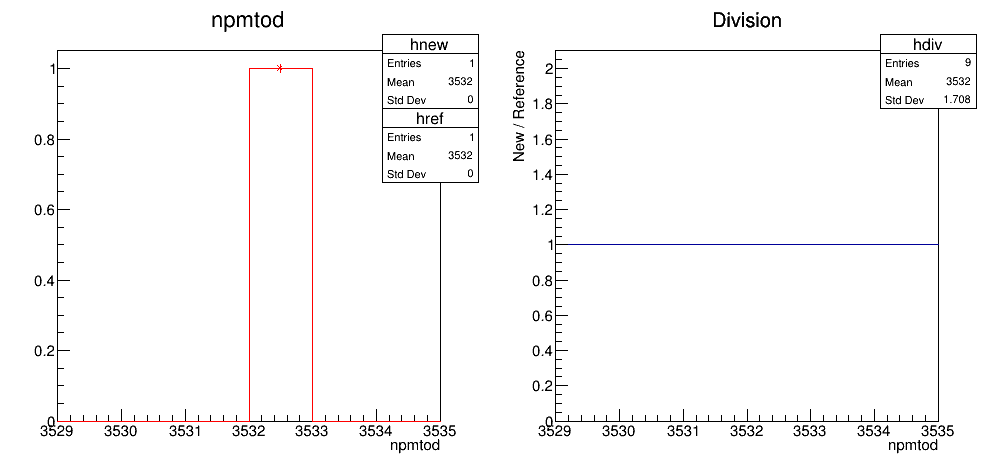 npmtod
hnew
Entries 1
Mean 3532
Std Dev 0
href
Entries 1
Mean 3532
Std Dev 0
1
0.8
0.6
0.4
0.2
0
3529 3530 3531 3532 3533 3534 3535
npmtod
Division
hdiv
Entries 9
Mean 3532
Std Dev 1.708
New / Reference
2
1.8
1.6
1.4
1.2
1
0.8
0.6
0.4
0.2
0
3529 3530 3531 3532 3533 3534 3535
npmtod